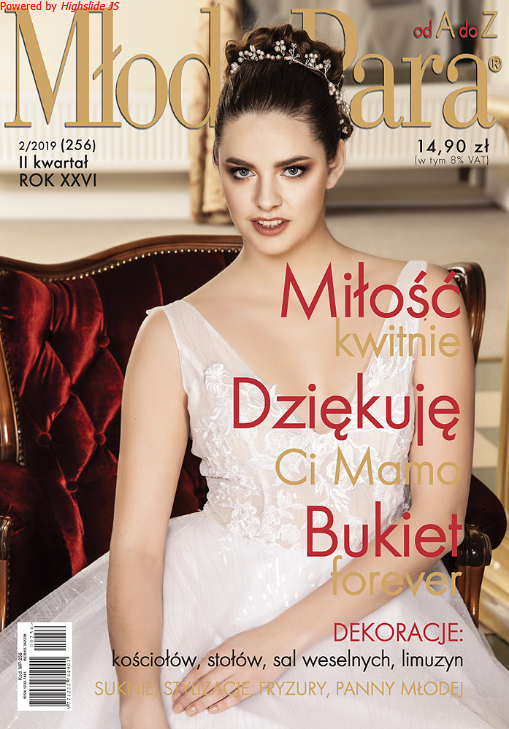 Powered by Highslide JS
od A do Z
Młoda Para®
2/2019 (256)
II kwartał
ROK XXVI
14,90 zł
(w tym 8% VAT)
Miłość
kwitnie
Dziękuję
Ci Mamo
Bukiet
forever
DEKORACJE:
kościołów, stołów, sal weselnych, limuzyn
SUKNIE, STYLIZACJE, FRYZURY, PANNY MŁODEJ